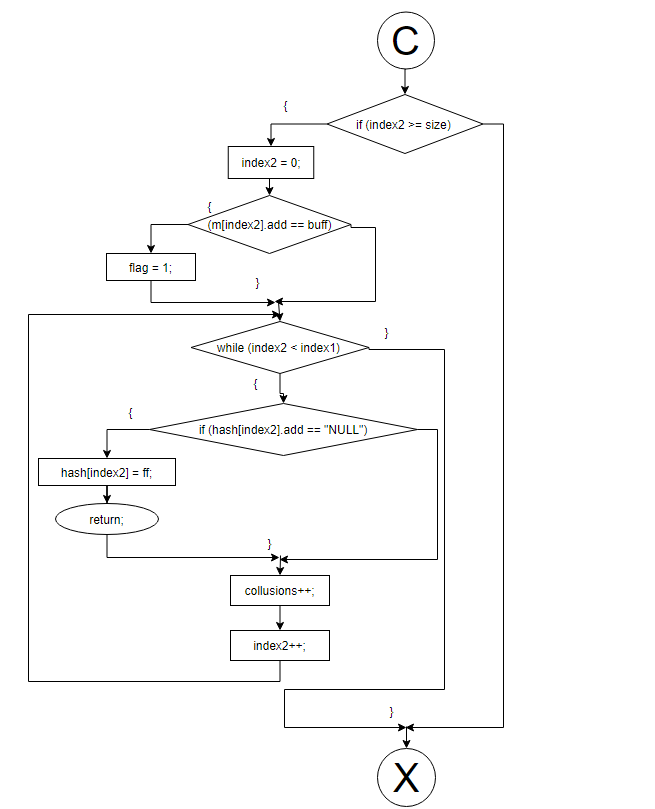 C
{
if (index2 >= size)
index2 = 0;
{
(m[index2].add == buff)
flag = 1;
}
}
while (index2 < index1)
{
{
if (hash[index2].add == "NULL")
hash[index2] = ff;
return;
}
collusions++;
index2++;
}
X